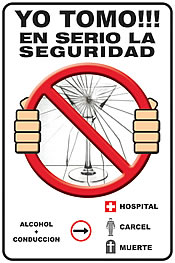 YO TOMO!!!
EN SERIO LA
SEGURIDAD
HOSPITAL
ALCOHOL
+
CONDUCCION
CARCEL
MUERTE